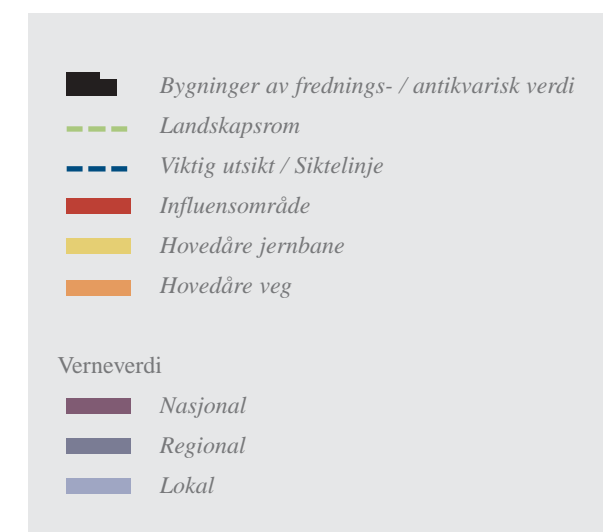 Bygninger av frednings- / antikvarisk verdi
Landskapsrom
Viktig utsikt / Siktelinje
Influensområde
Hovedåre jernbane
Hovedåre veg
Verneverdi
Nasjonal
Regional
Lokal